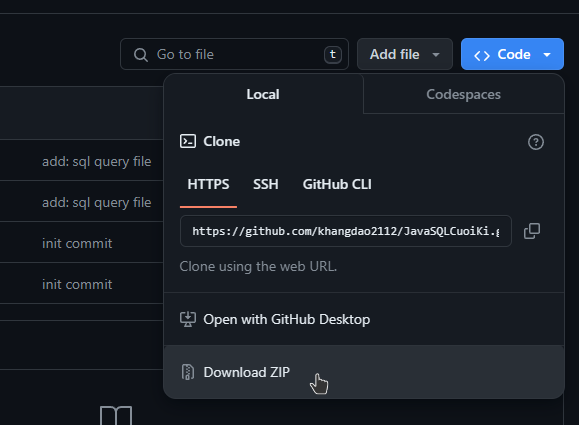 Go to file
t
Add file
Code
Local
Codespaces
Clone
add: sql query file
HTTPS
SSH
GitHub CLI
add: sql query file
https://github.com/khangdao2112/JavaSQLCuoiKi.g
init commit
Clone using the web URL.
init commit
Open with GitHub Desktop
Download ZIP